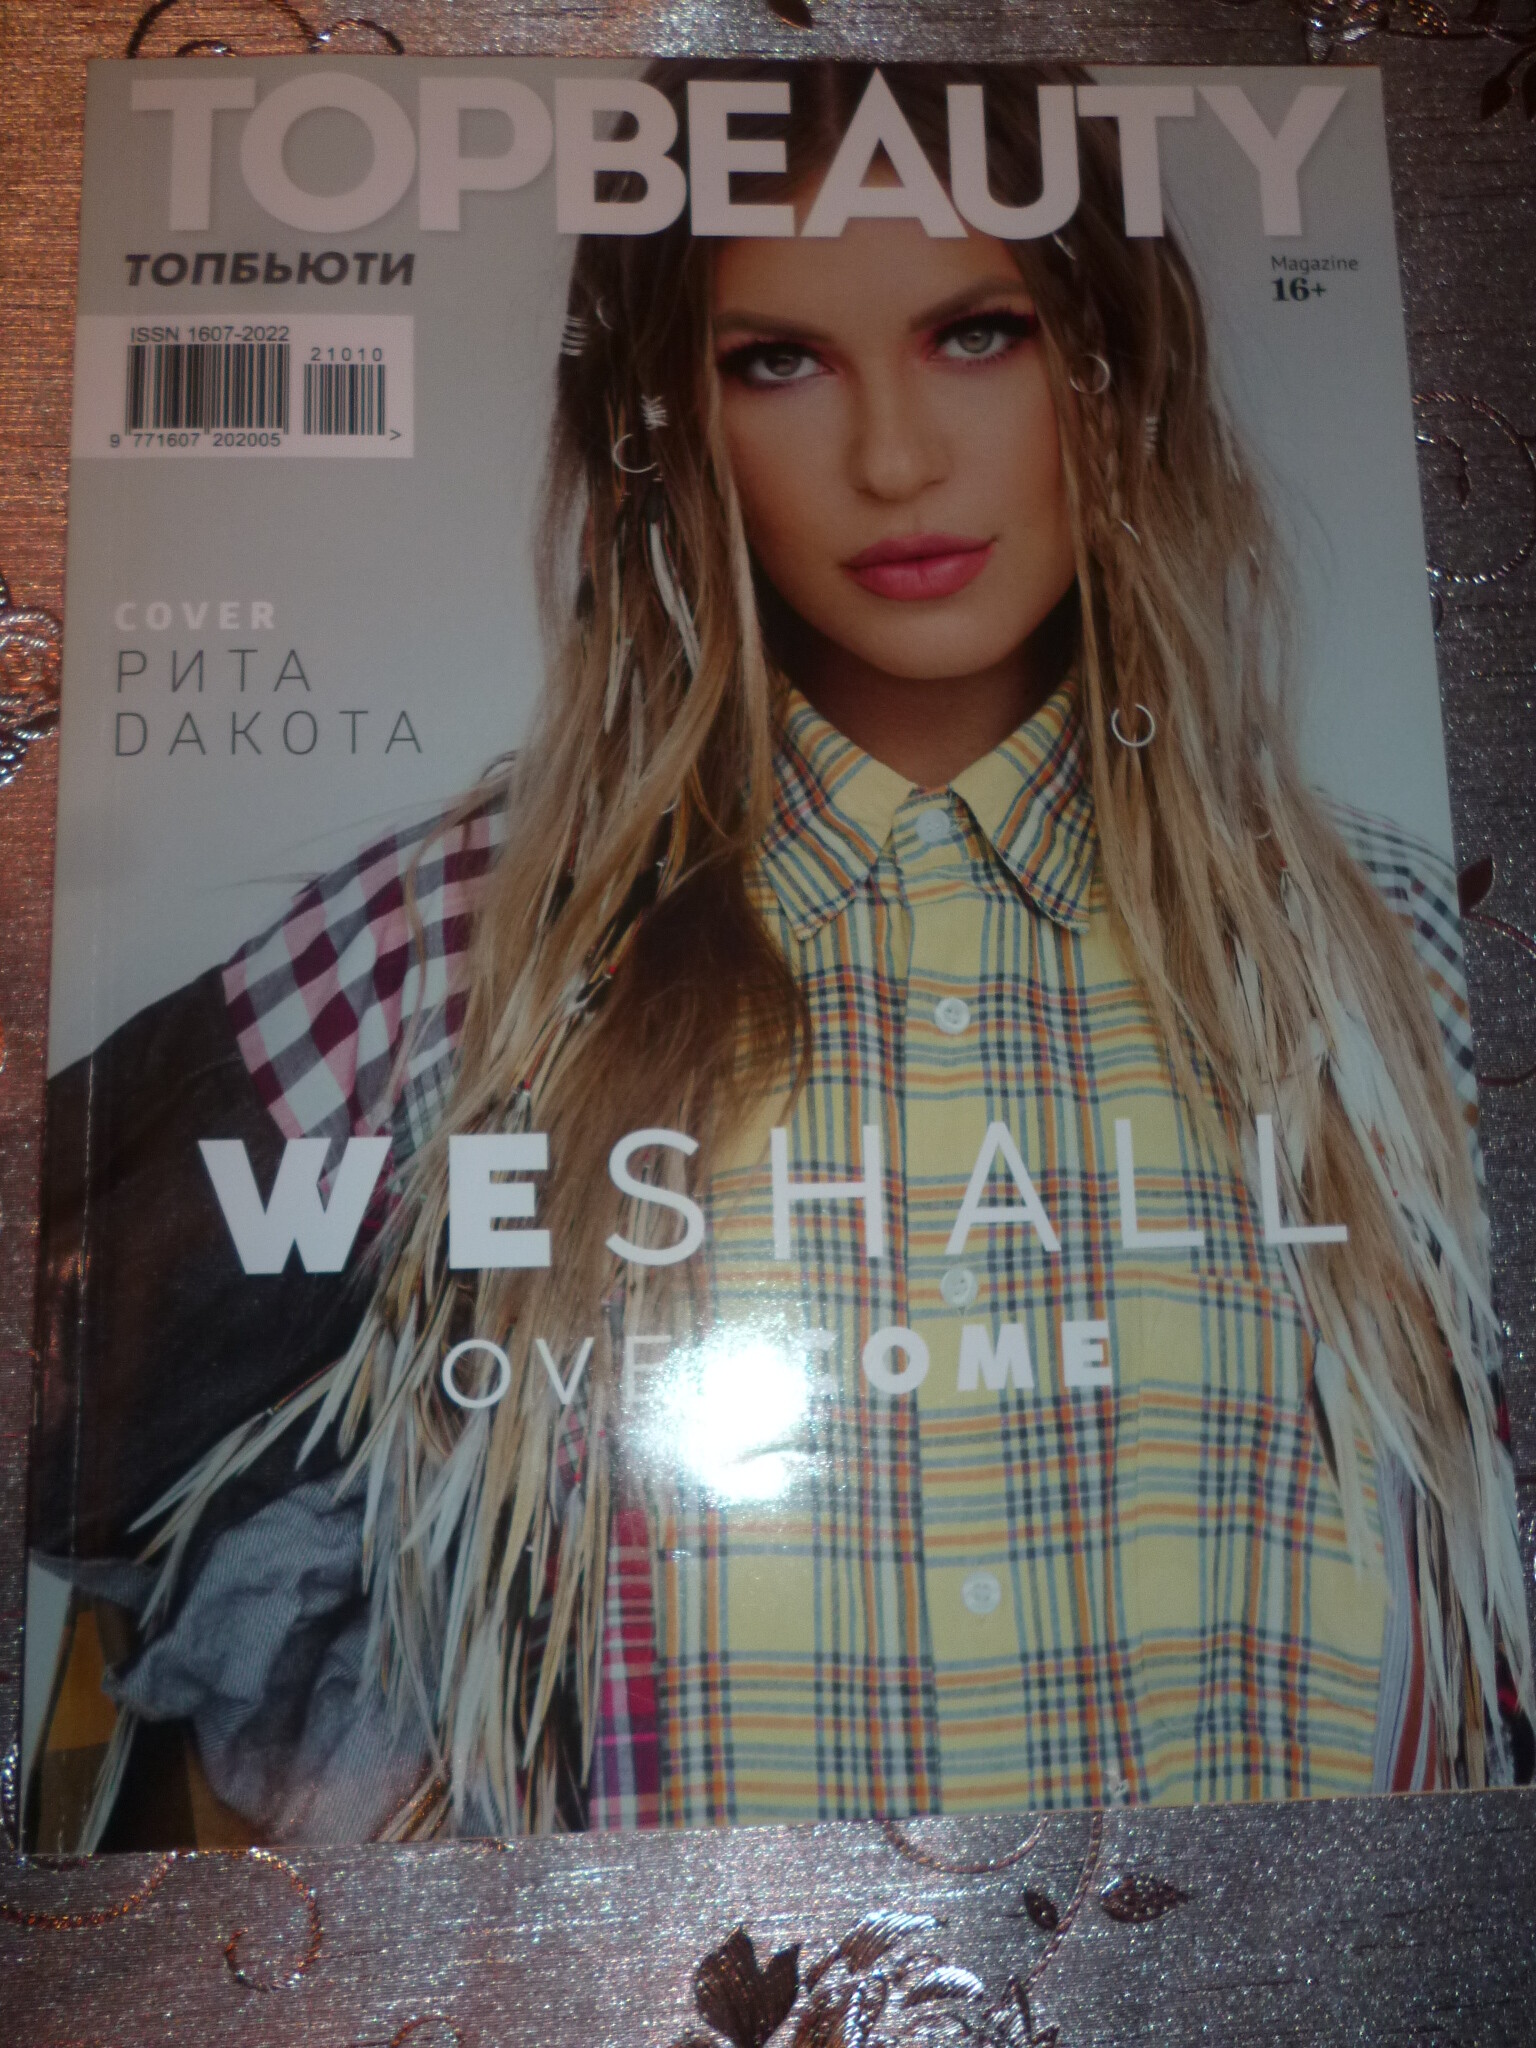 TOPBEAUTY
ТОПБЬЮТИ
Magazine
16+
ISSN 1607-2022
21010
9 771607 202005 >
COVER
РИТА
DAKOTA
WESHALL